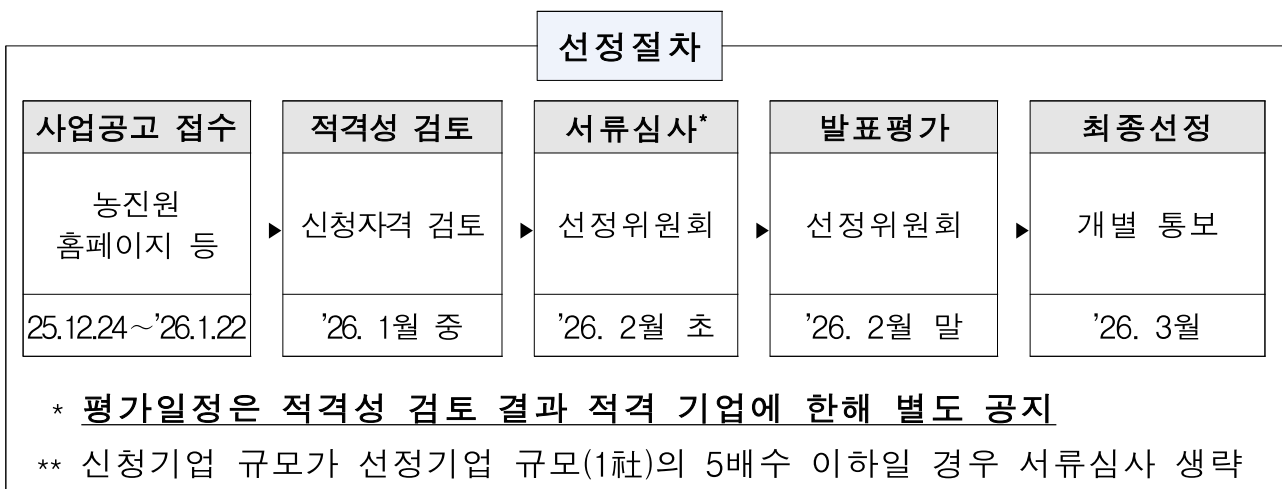 선정절차
사업공고 접수
농진원
홈페이지 등
25.12.24~'26.1.22
적격성 검토
신청자격 검토
'26. 1월 중
서류심사*
선정위원회
'26. 2월 초
발표평가
선정위원회
'26. 2월 말
최종선정
개별 통보
'26. 3월
* 평가일정은 적격성 검토 결과 적격 기업에 한해 별도 공지
** 신청기업 규모가 선정기업 규모(1社)의 5배수 이하일 경우 서류심사 생략